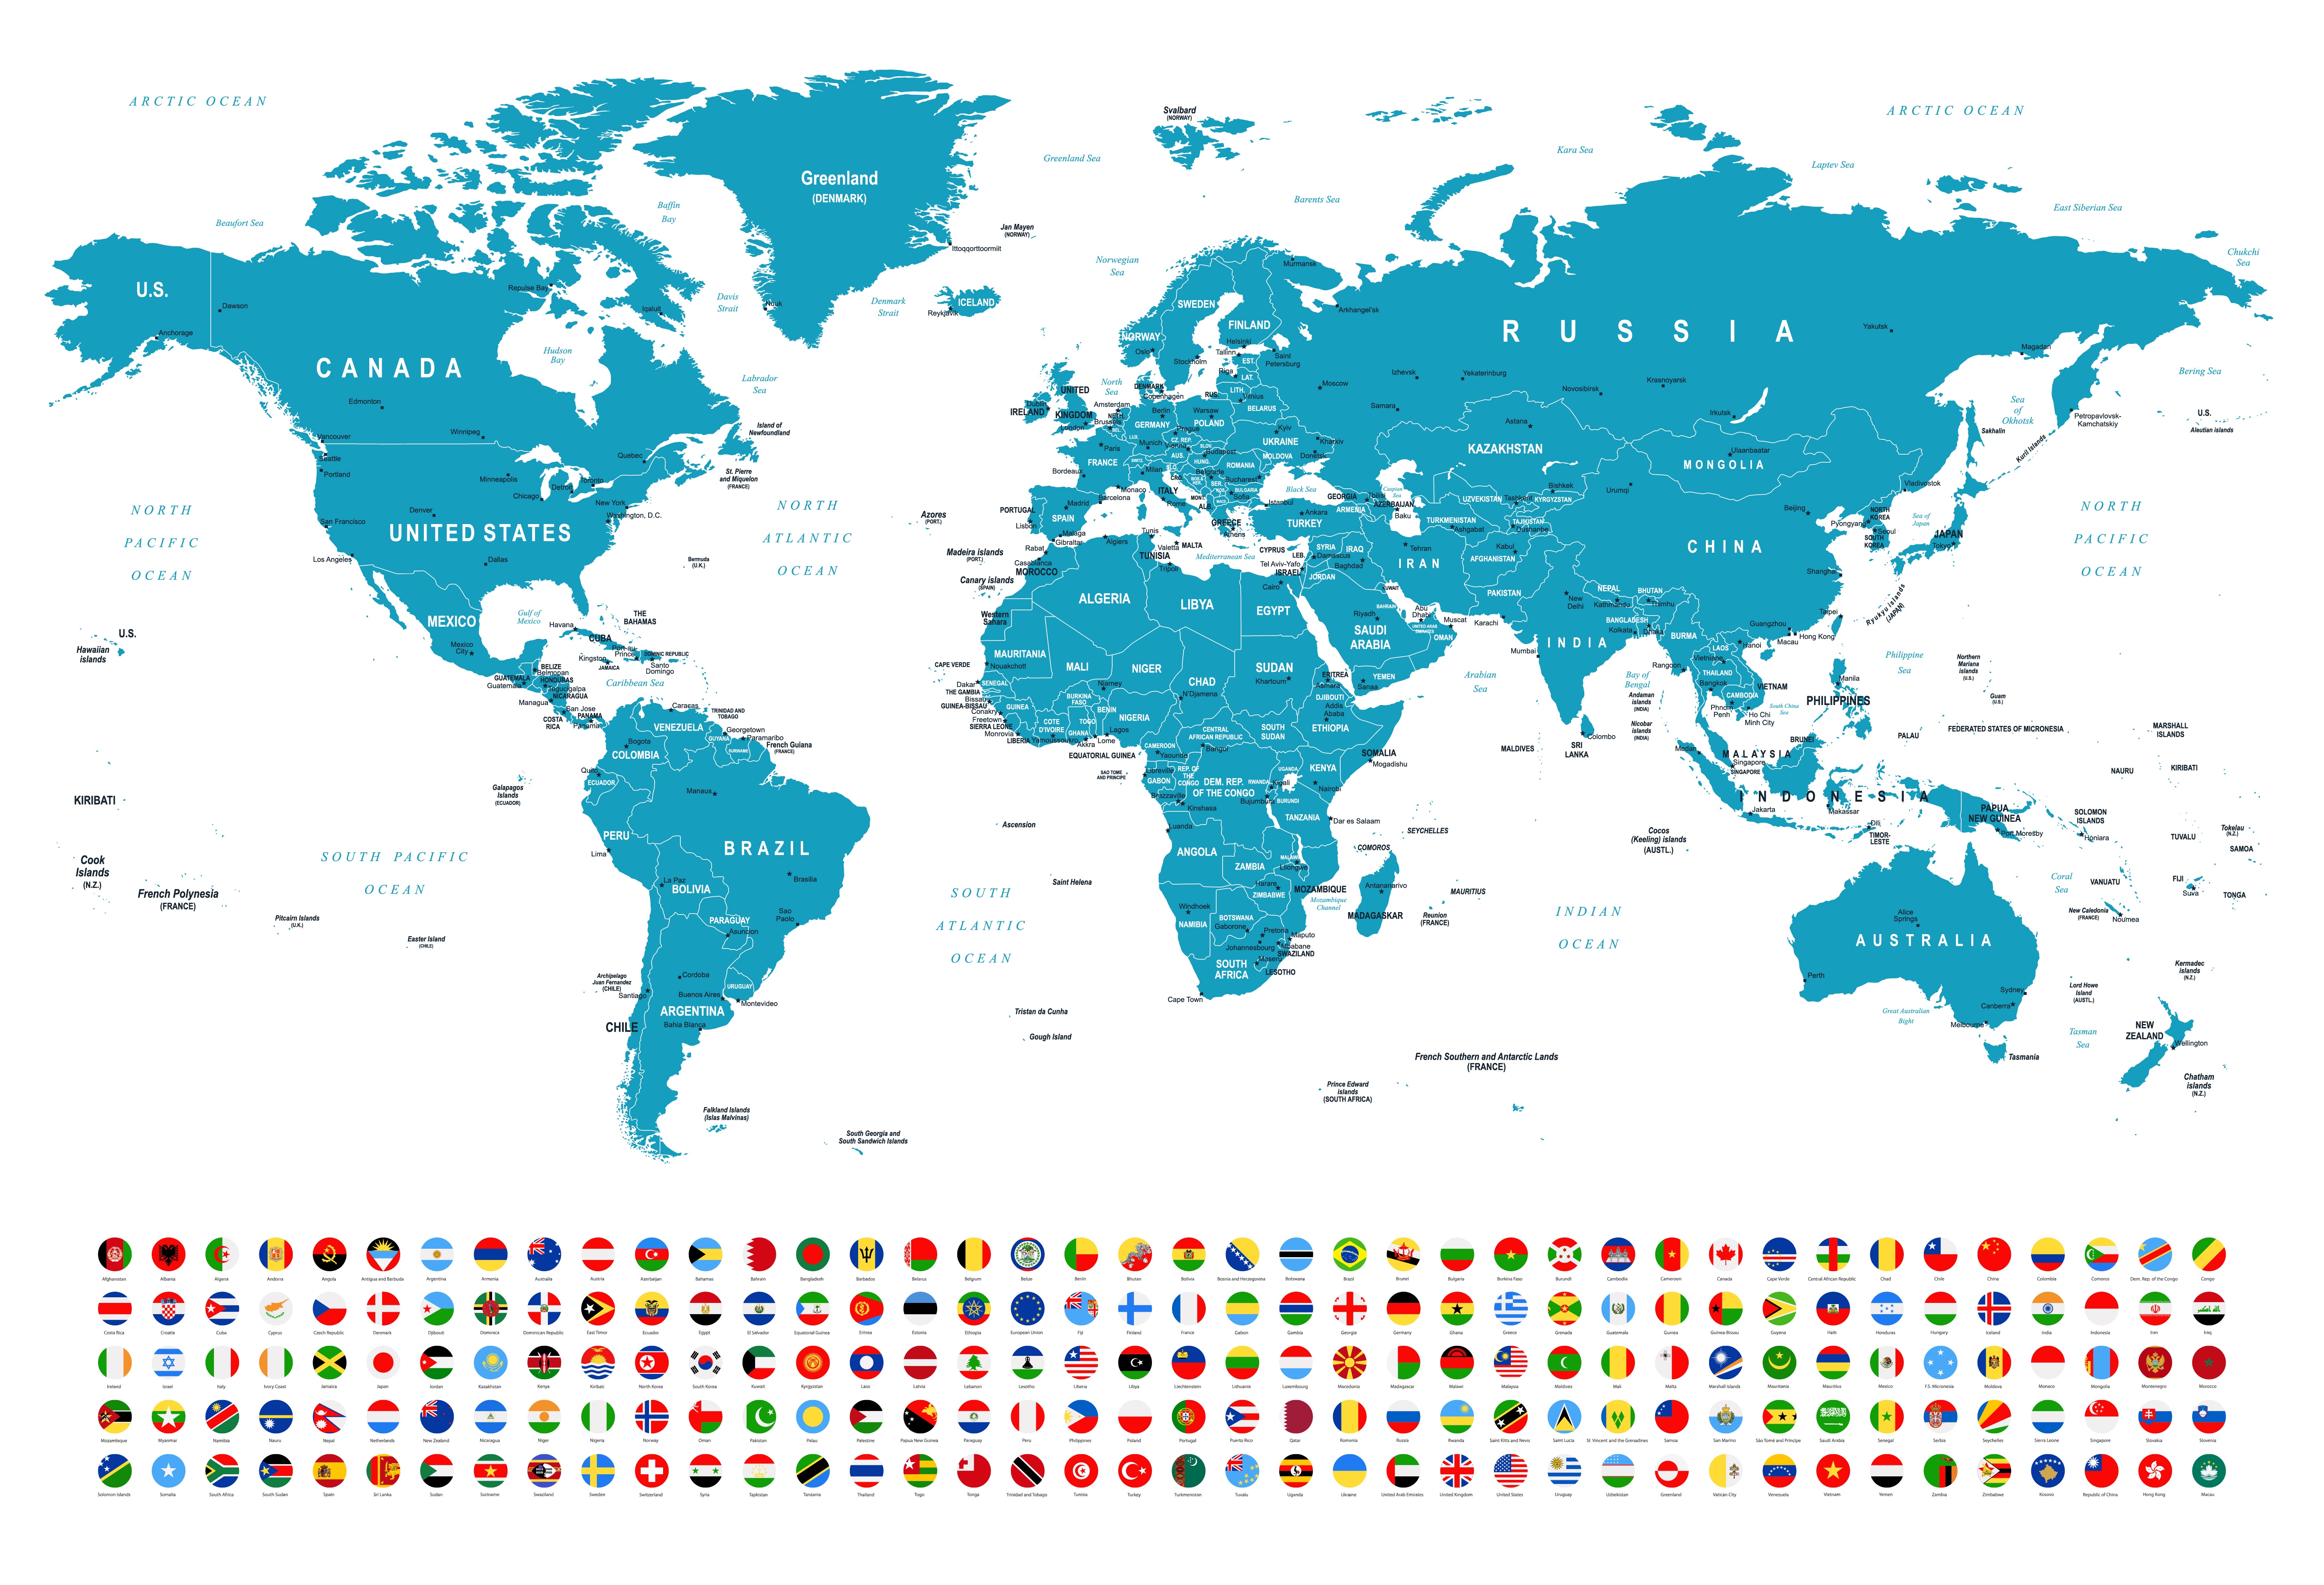 ARCTIC OCEAN
ARCTIC OCEAN
Svalbard
(NORWAY)
Greenland Sea
Kara Sea
Laptev Sea
Barents Sea
East Siberian Sea
Greenland
(DENMARK)
Baffin
Bay
Beaufort Sea
Jan Mayen
(NORWAY)
Ittoqqortoormiit
Norwegian
Sea
Chukchi
Sea
Murmansk
U.S.
Dawson
Anchorage
Repulse Bay
Iqaluit
Davis
Strait
Nuuk
Denmark
Strait
ICELAND
Reykjavik
SWEDEN
FINLAND
NORWAY
Helsinki
Oslo
Stockholm
Tallinn
EST.
Saint
Petersburg
Riga
LAT.
LITH.
Vilnius
RUS.
Arkhangel'sk
RUSSIA
Yakutsk
Magadan
CANADA
Hudson
Bay
Labrador
Sea
Edmonton
Winnipeg
Vancouver
Seattle
Portland
Quebec
Island of
Newfoundland
St. Pierre
and Miquelon
(FRANCE)
UNITED
KINGDOM
IRELAND
Dublin
London
North
Sea
DENMARK
Copenhagen
Amsterdam
NETH.
Brussels
BEL.
LUX.
Berlin
GERMANY
Warsaw
POLAND
BELARUS
Moscow
Izhevsk
Yekaterinburg
Samara
Novosibirsk
Krasnoyarsk
Irkutsk
Sea
of
Okhotsk
Bering Sea
Petropavlovsk-
Kamchatskiy
U.S.
Aleutian islands
Sakhalin
Kuril islands
Prague
CZ. REP.
Munich
Vienna
AUS.
SLOV.
Budapest
HUNG.
Kyiv
UKRAINE
Kharkiv
Donetsk
MOLDOVA
ROMANIA
Bucharest
Paris
FRANCE
SWITZ.
Bordeaux
Milan
SLO.
CRO.
Belgrade
SER.
BULGARIA
Sofia
MONT.
ALB.
Monaco
Barcelona
ITALY
Rome
Black Sea
Istanbul
Ankara
TURKEY
GREECE
Athens
PORTUGAL
Lisbon
SPAIN
Madrid
Malaga
Gibraltar
GEORGIA
Tbilisi
ARMENIA
AZERBAIJAN
Baku
Caspian
Sea
KAZAKHSTAN
Astana
UZVEKISTAN
Tashkent
Bishkek
KYRGYZSTAN
TURKMENISTAN
Ashgabat
TAJIKISTAN
Dushanbe
MONGOLIA
Ulaanbaatar
Urumqi
CHINA
Beijing
Shanghai
Vladivostok
NORTH
KOREA
Pyongyang
Seoul
SOUTH
KOREA
Sea of
Japan
JAPAN
Tokyo
Ryukyu islands
(JAPAN)
NORTH
PACIFIC
OCEAN
UNITED STATES
Minneapolis
Chicago
Detroit
Toronto
New York
Washington, D.C.
Denver
San Francisco
Los Angeles
Dallas
Bermuda
(U.K.)
NORTH
ATLANTIC
OCEAN
Azores
(PORT.)
Madeira islands
(PORT.)
Canary islands
(SPAIN)
NORTH
PACIFIC
OCEAN
Rabat
Casablanca
MOROCCO
Algiers
Tunis
TUNISIA
Valetta
MALTA
Tripoli
Mediterranean Sea
CYPRUS
LEB.
SYRIA
Damascus
Tel Aviv-Yafo
ISRAEL
JORDAN
IRAQ
Baghdad
Tehran
IRAN
KUWAIT
Kabul
AFGHANISTAN
PAKISTAN
Karachi
Western
Sahara
ALGERIA
LIBYA
EGYPT
Cairo
SAUDI
ARABIA
Riyadh
BAHRAIN
Abu
Dhabi
UNITED ARAB
EMIRATES
Muscat
OMAN
YEMEN
Sanaa
New
Delhi
INDIA
Mumbai
NEPAL
Kathmandu
BHUTAN
Thimhu
BANGLADESH
Dhaka
Kolkata
BURMA
Rangoon
LAOS
Vietniane
Hanoi
THAILAND
Bangkok
VIETNAM
CAMBODIA
Phnom
Penh
Ho Chi
Minh City
Guangzhou
Macau
Hong Kong
Taipei
Philippine
Sea
Manila
PHILIPPINES
South China
Sea
Northern
Mariana
islands
(U.S.)
Guam
(U.S.)
MEXICO
Mexico
City
Gulf of
Mexico
Havana
CUBA
THE
BAHAMAS
Kingston
JAMAICA
Port-au-
Prince
DOMINIC REPUBLIC
Santo
Domingo
BELIZE
Belmopan
GUATEMALA
Guatemala
HONDURAS
Tegucigalpa
NICARAGUA
Managua
San Jose
COSTA
RICA
PANAMA
Panama
Caribbean Sea
TRINIDAD AND
TOBAGO
U.S.
Hawaiian
islands
CAPE VERDE
MAURITANIA
Nouakchott
MALI
NIGER
CHAD
SUDAN
Khartoum
ERITREA
Asmara
DJIBOUTI
Addis
Ababa
ETHIOPIA
SOMALIA
Mogadishu
Dakar
SENEGAL
THE GAMBIA
Bissau
GUINEA-BISSAU
GUINEA
Conakry
Freetown
SIERRA LEONE
Monrovia
LIBERIA
COTE
D'IVOIRE
Yamoussoukro
BURKINA
FASO
GHANA
Akkra
TOGO
Lome
BENIN
Niamey
NIGERIA
Lagos
N'Djamena
CAMEROON
Yaounde
CENTRAL
AFRICAN REPUBLIC
Bangui
SOUTH
SUDAN
EQUATORIAL GUINEA
SAO TOME
AND PRINCIPE
Libreville
GABON
REP. OF
THE
CONGO
Brazzaville
DEM. REP.
OF THE CONGO
Kinshasa
UGANDA
KENYA
Nairobi
RWANDA
Kigali
BURUNDI
Bujumbura
TANZANIA
Dar es Salaam
SEYCHELLES
COMOROS
Arabian
Sea
Bay of
Bengal
Andaman
islands
(INDIA)
Nicobar
islands
(INDIA)
MALDIVES
SRI
LANKA
Colombo
Medan
MALAYSIA
Singapore
SINGAPORE
BRUNEI
INDONESIA
Jakarta
Makassar
Dili
TIMOR-
LESTE
PALAU
FEDERATED STATES OF MICRONESIA
MARSHALL
ISLANDS
NAURU
KIRIBATI
PAPUA
NEW GUINEA
Port Moresby
SOLOMON
ISLANDS
Honiara
TUVALU
Tokelau
(N.Z.)
SAMOA
VENEZUELA
Caracas
Georgetown
GUYANA
Paramaribo
SURINAME
French Guiana
(FRANCE)
Bogota
COLOMBIA
Quito
ECUADOR
Galapagos
Islands
(ECUADOR)
Manaus
PERU
Lima
BRAZIL
Brasilia
Sao
Paolo
La Paz
BOLIVIA
PARAGUAY
Asuncion
KIRIBATI
Cook
Islands
(N.Z.)
French Polynesia
(FRANCE)
SOUTH PACIFIC
OCEAN
Pitcairn Islands
(U.K.)
Easter Island
(CHILE)
Ascension
Saint Helena
SOUTH
ATLANTIC
OCEAN
Luanda
ANGOLA
ZAMBIA
MALAWI
Lilongwe
Harare
ZIMBABWE
MOZAMBIQUE
Mozambique
Channel
Antananarivo
MADAGASCAR
MAURITIUS
Reunion
(FRANCE)
Windhoek
NAMIBIA
BOTSWANA
Gaborone
Pretoria
Johannesbourg
Maputo
Mbabane
SWAZILAND
Maseru
LESOTHO
SOUTH
AFRICA
Cape Town
INDIAN
OCEAN
Cocos
(Keeling) islands
(AUSTL.)
Coral
Sea
VANUATU
FIJI
Suva
TONGA
New Caledonia
(FRANCE)
Noumea
Alice
Springs
AUSTRALIA
Perth
Sydney
Canberra
Melbourne
Great Australian
Bight
Tasmania
Lord Howe
Island
(AUSTL.)
Kermadec
islands
(N.Z.)
Tasman
Sea
NEW
ZEALAND
Wellington
Chatham
islands
(N.Z.)
Archipelago
Juan Fernandez
(CHILE)
Santiago
Cordoba
Buenos Aires
URUGUAY
Montevideo
ARGENTINA
CHILE
Bahia Blanca
Falkland Islands
(Islas Malvinas)
South Georgia and
South Sandwich Islands
Tristan da Cunha
Gough Island
French Southern and Antarctic Lands
(FRANCE)
Prince Edward
islands
(SOUTH AFRICA)
Afghanistan Albania Algeria Andorra Angola Antigua and Barbuda Argentina Armenia Australia Austria Azerbaijan Bahamas Bahrain Bangladesh Barbados Belarus Belgium Belize Benin Bhutan Bolivia Bosnia and Herzegovina Botswana Brazil Brunei Bulgaria Burkina Faso Burundi Cambodia Cameroon Canada Cape Verde Central African Republic Chad Chile China Colombia Comoros Dem. Rep. of the Congo Congo
Costa Rica Croatia Cuba Cyprus Czech Republic Denmark Djibouti Dominica Dominican Republic East Timor Ecuador Egypt El Salvador Equatorial Guinea Eritrea Estonia Ethiopia European Union Fiji Finland France Gabon Gambia Georgia Germany Ghana Greece Grenada Guatemala Guinea Guinea-Bissau Guyana Haiti Honduras Hungary Iceland India Indonesia Iran Iraq
Ireland Israel Italy Ivory Coast Jamaica Japan Jordan Kazakhstan Kenya Kiribati North Korea South Korea Kuwait Kyrgyzstan Laos Latvia Lebanon Lesotho Liberia Libya Liechtenstein Lithuania Luxembourg Macedonia Madagascar Malawi Malaysia Maldives Mali Malta Marshall Islands Mauritania Mauritius Mexico F.S. Micronesia Moldova Monaco Mongolia Montenegro Morocco
Mozambique Myanmar Namibia Nauru Nepal Netherlands New Zealand Nicaragua Niger Nigeria Norway Oman Pakistan Palau Palestine Papua New Guinea Paraguay Peru Philippines Poland Portugal Puerto Rico Qatar Romania Russia Rwanda Saint Kitts and Nevis Saint Lucia St. Vincent and the Grenadines Samoa San Marino São Tomé and Príncipe Saudi Arabia Senegal Serbia Seychelles Sierra Leone Singapore Slovakia Slovenia
Solomon Islands Somalia South Africa South Sudan Spain Sri Lanka Sudan Suriname Swaziland Sweden Switzerland Syria Tajikistan Tanzania Thailand Togo Tonga Trinidad and Tobago Tunisia Turkey Turkmenistan Tuvalu Uganda Ukraine United Arab Emirates United Kingdom United States Uruguay Uzbekistan Greenland Vatican City Venezuela Vietnam Yemen Zambia Zimbabwe Kosovo Republic of China Hong Kong Macau